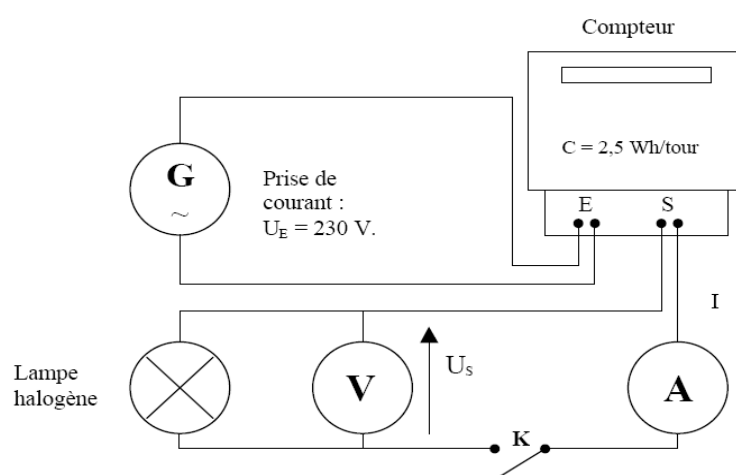 Compteur
C = 2,5 Wh/tour
G
~
Prise de
courant :
U_E = 230 V.
E
S
I
Lampe
halogène
V
U_s
A
K